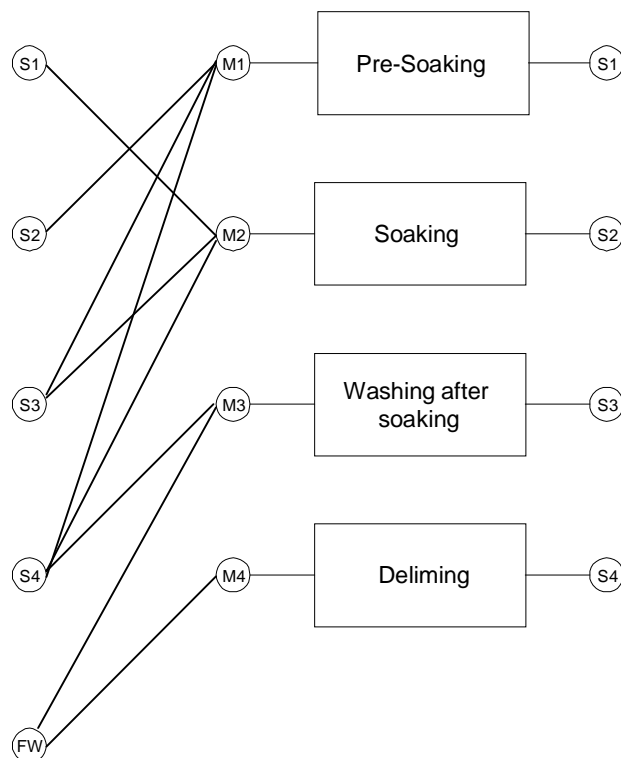 S1
M1
Pre-Soaking
S1
S2
M2
Soaking
S2
S3
M3
Washing after
soaking
S3
S4
M4
Deliming
S4
FW